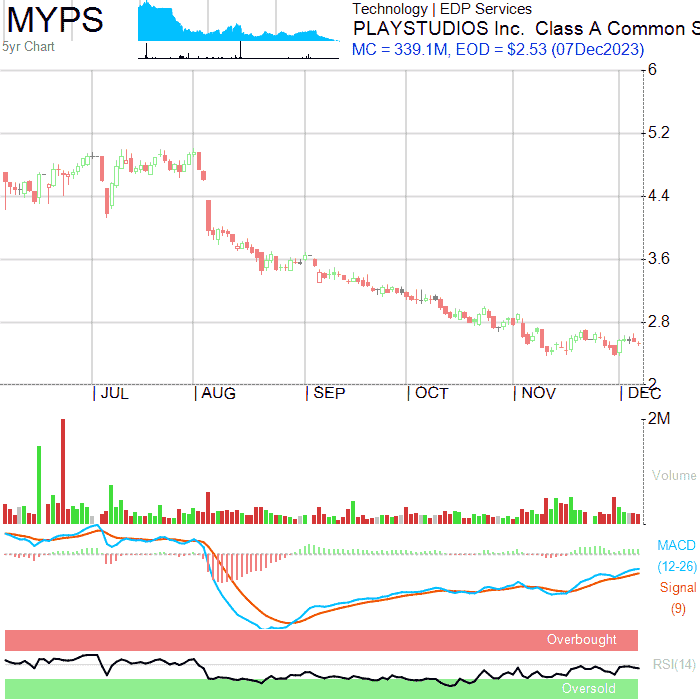 MYPS
5yr Chart
Technology | EDP Services
PLAYSTUDIOS Inc.  Class A Common S
MC = 339.1M, EOD = $2.53 (07Dec2023)
6
5.2
4.4
3.6
2.8
2
JUL
AUG
SEP
OCT
NOV
DEC
2M
Volume
MACD
(12-26)
Signal
(9)
Overbought
RSI(14)
Oversold